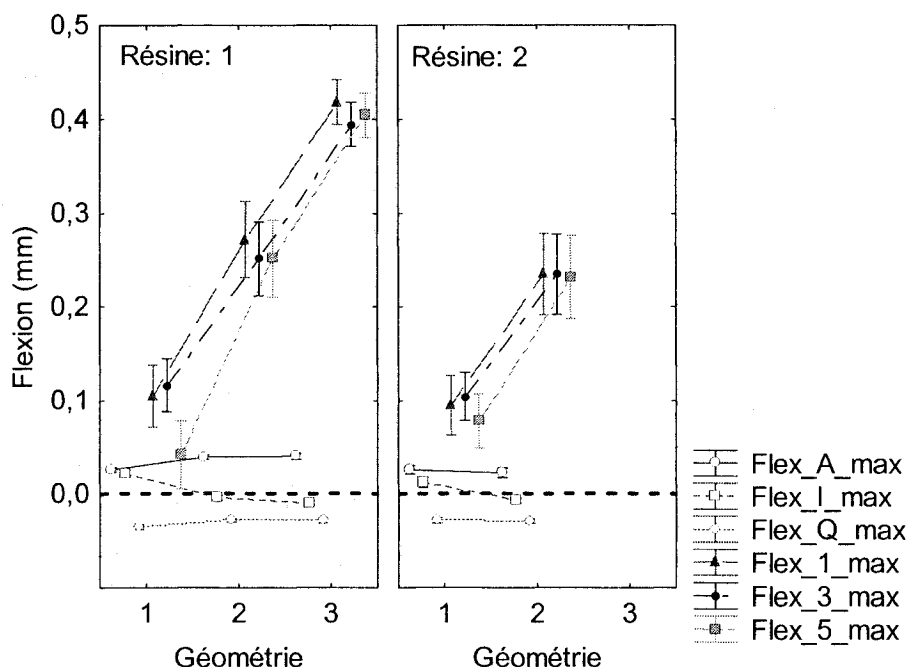 0,5
Résine: 1
Résine: 2
0,4
0,3
0,2
0,1
0,0
Flexion (mm)
1 2 3
1 2 3
Géométrie
Géométrie
Flex_A_max
Flex_I_max
Flex_Q_max
Flex_1_max
Flex_3_max
Flex_5_max